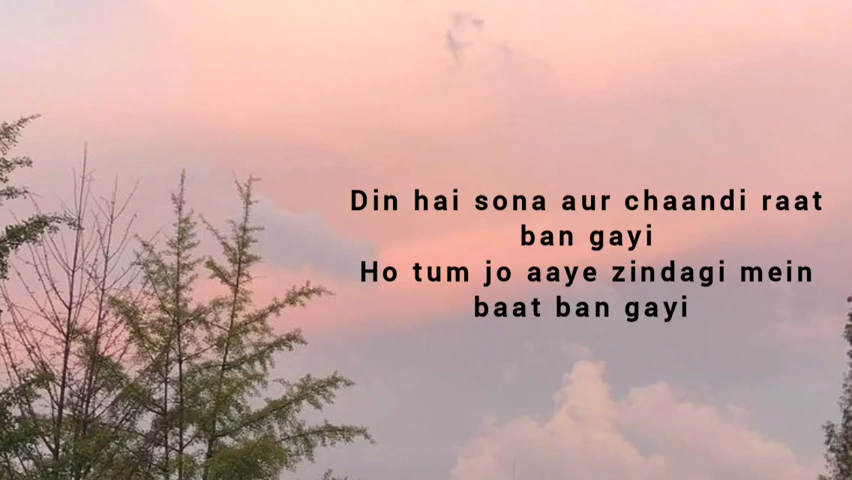 Din hai sona aur chaandi raat
ban gayi
Ho tum jo aaye zindagi mein
baat ban gayi